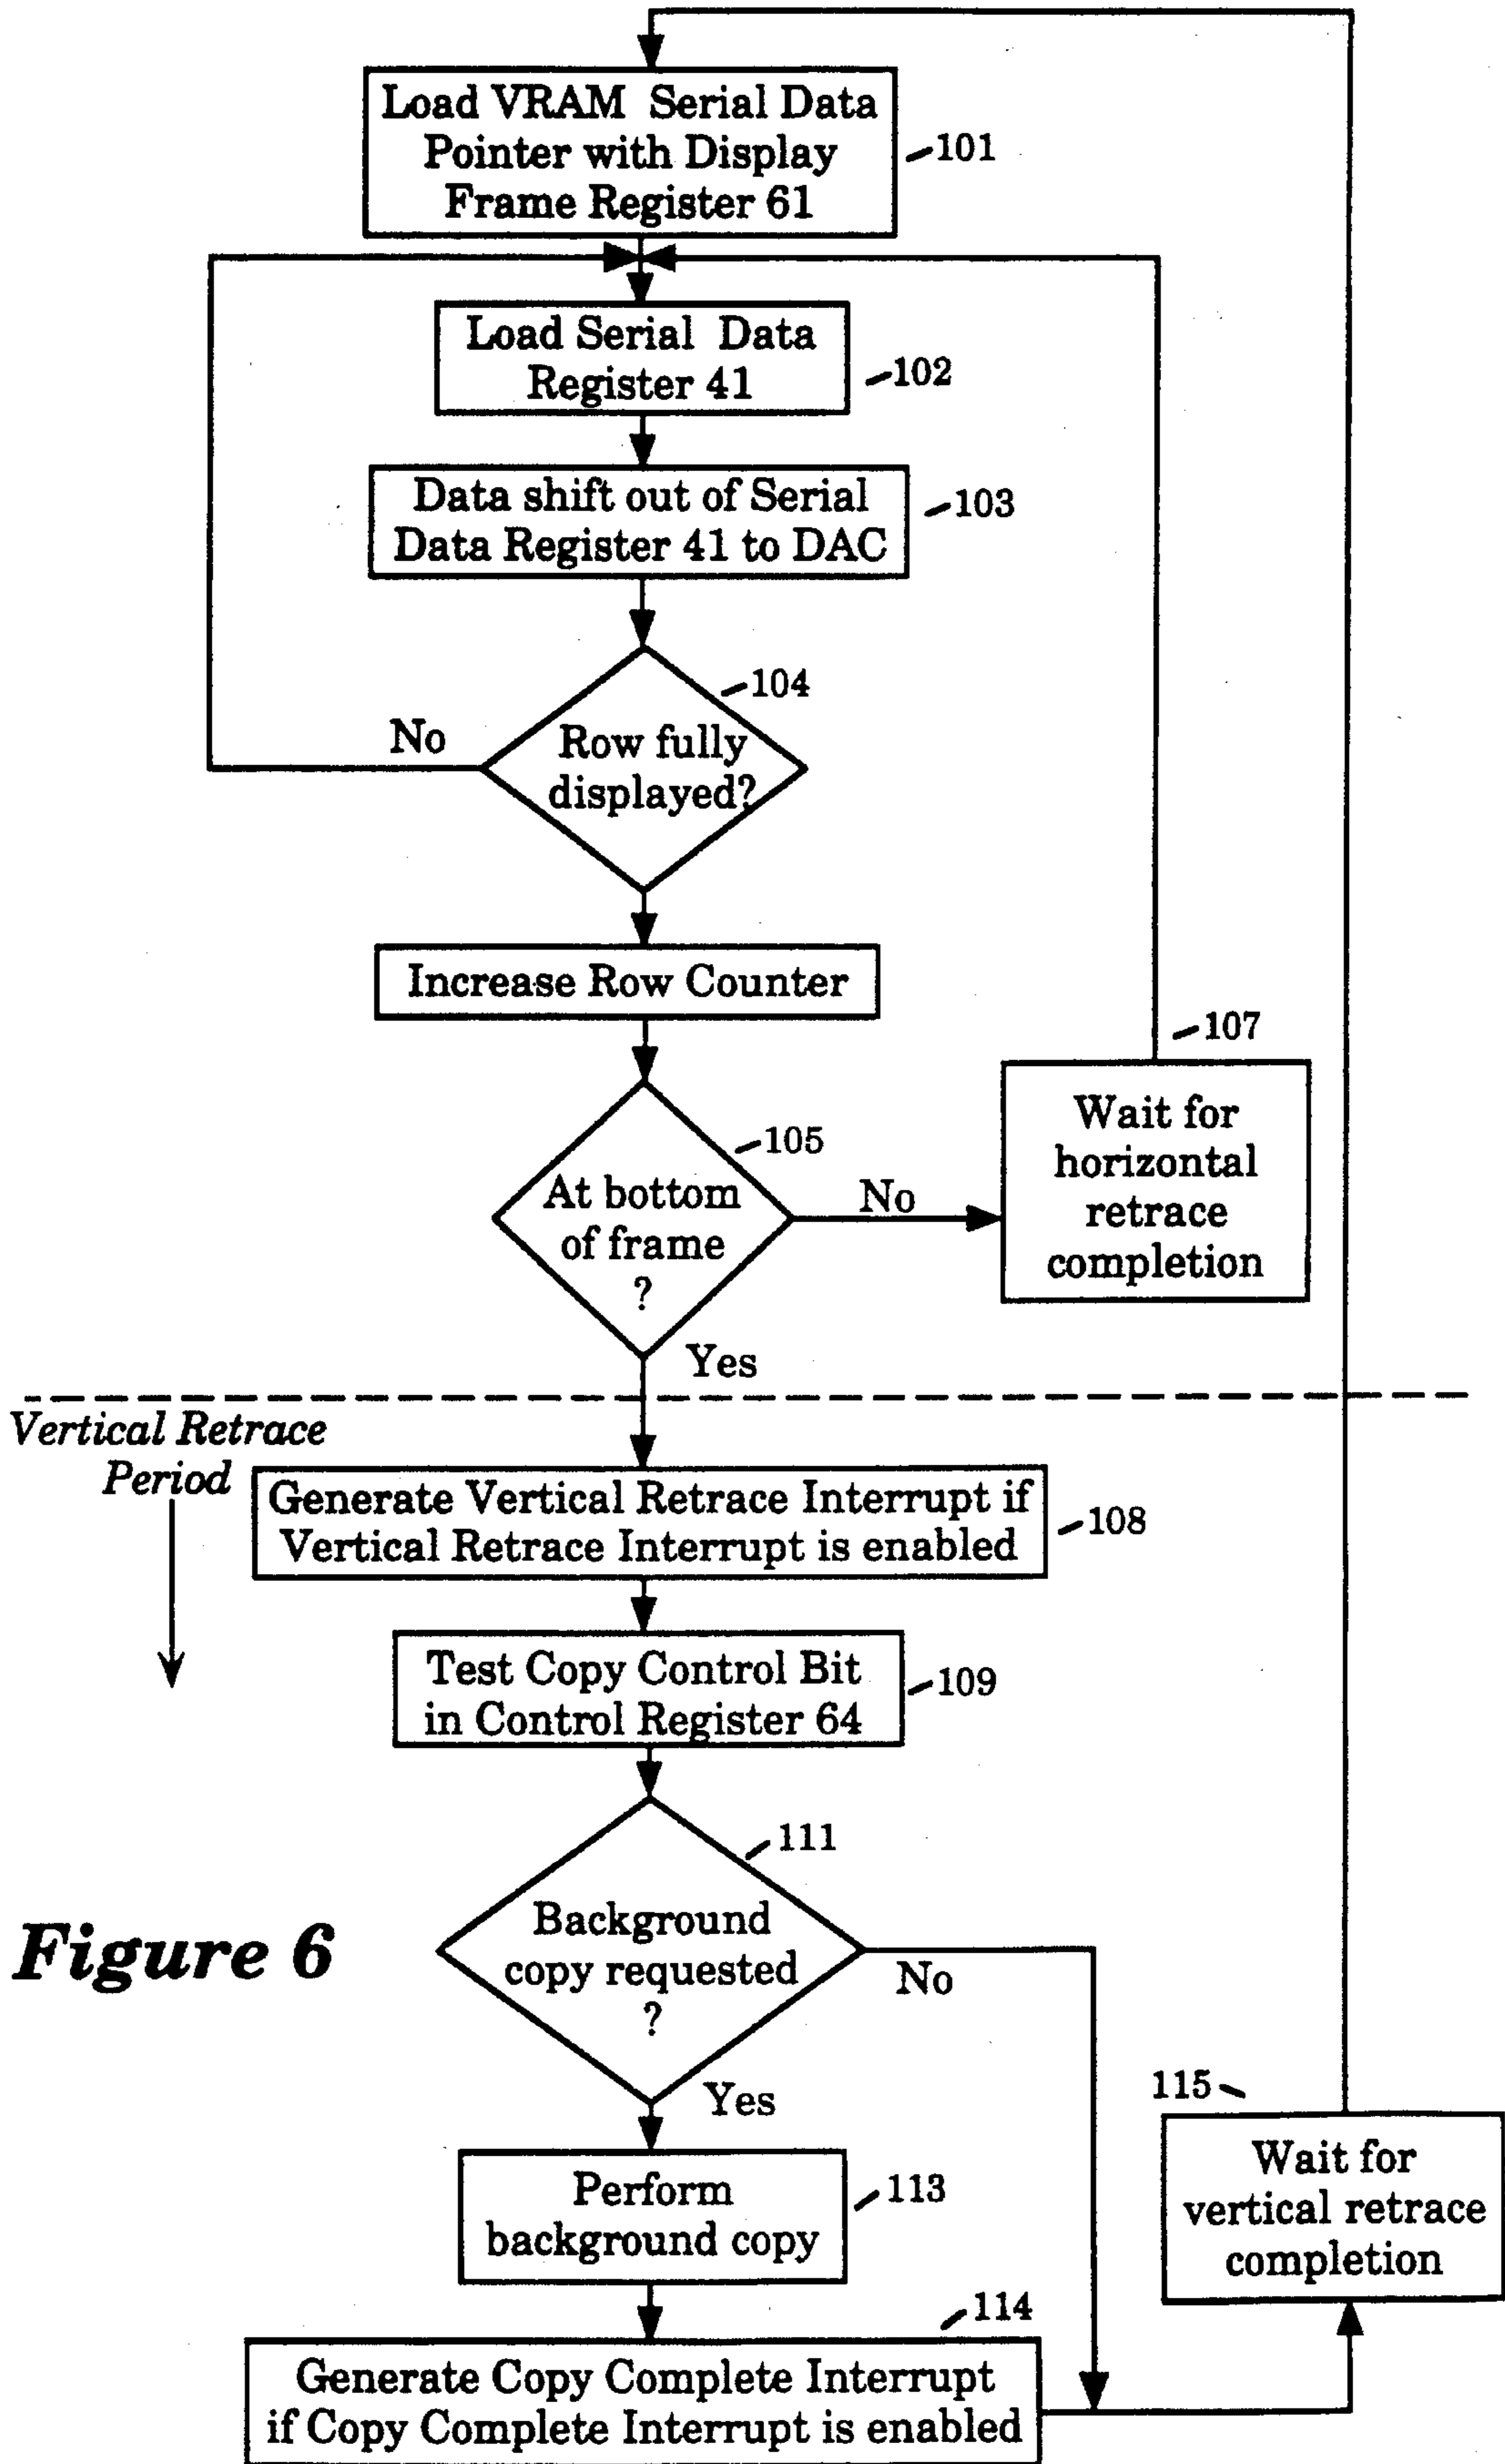 Load VRAM Serial Data
Pointer with Display
Frame Register 61
101
Load Serial Data
Register 41
102
Data shift out of Serial
Data Register 41 to DAC
103
104
No
Row fully
displayed?
Increase Row Counter
107
Wait for
horizontal
retrace
completion
105
At bottom
of frame
?
No
Yes
Vertical Retrace
Period
Generate Vertical Retrace Interrupt if
Vertical Retrace Interrupt is enabled
108
Test Copy Control Bit
in Control Register 64
109
111
Background
copy requested
?
No
Figure 6
Yes
115
Wait for
vertical retrace
completion
Perform
background copy
113
114
Generate Copy Complete Interrupt
if Copy Complete Interrupt is enabled